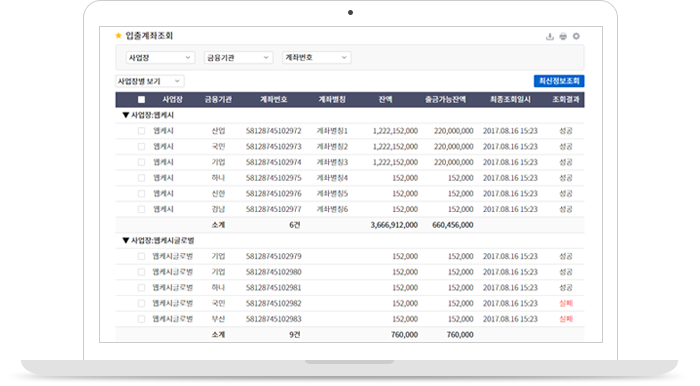 입출계좌조회
사업장 금융기관 계좌번호
사업장별 보기 최신정보조회
사업장 금융기관 계좌번호 계좌별칭 잔액 출금가능잔액 최종조회일시 조회결과
▼ 사업장:웹케시
웹케시 산업 58128745102972 계좌별칭1 1,222,152,000 220,000,000 2017.08.16 15:23 성공
웹케시 국민 58128745102973 계좌별칭2 1,222,152,000 220,000,000 2017.08.16 15:23 성공
웹케시 기업 58128745102974 계좌별칭3 1,222,152,000 220,000,000 2017.08.16 15:23 성공
웹케시 하나 58128745102975 계좌별칭4 152,000 152,000 2017.08.16 15:23 성공
웹케시 신한 58128745102976 계좌별칭5 152,000 152,000 2017.08.16 15:23 성공
웹케시 경남 58128745102977 계좌별칭6 152,000 152,000 2017.08.16 15:23 성공
소계 6건 3,666,912,000 660,456,000
▼ 사업장:웹케시글로벌
웹케시글로벌 기업 58128745102979 152,000 152,000 2017.08.16 15:23 성공
웹케시글로벌 기업 58128745102980 152,000 152,000 2017.08.16 15:23 성공
웹케시글로벌 하나 58128745102981 152,000 152,000 2017.08.16 15:23 성공
웹케시글로벌 국민 58128745102982 152,000 152,000 2017.08.16 15:23 실패
웹케시글로벌 부산 58128745102983 152,000 152,000 2017.08.16 15:23 실패
소계 9건 760,000 760,000